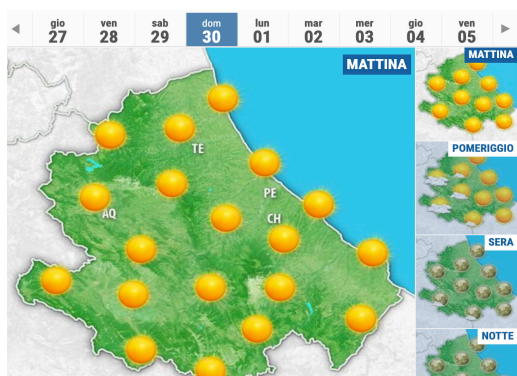 gio ven sab dom lun mar mer gio ven
27 28 29 30 01 02 03 04 05
MATTINA
MATTINA
TE
POMERIGGIO
PE
AQ
CH
SERA
NOTTE